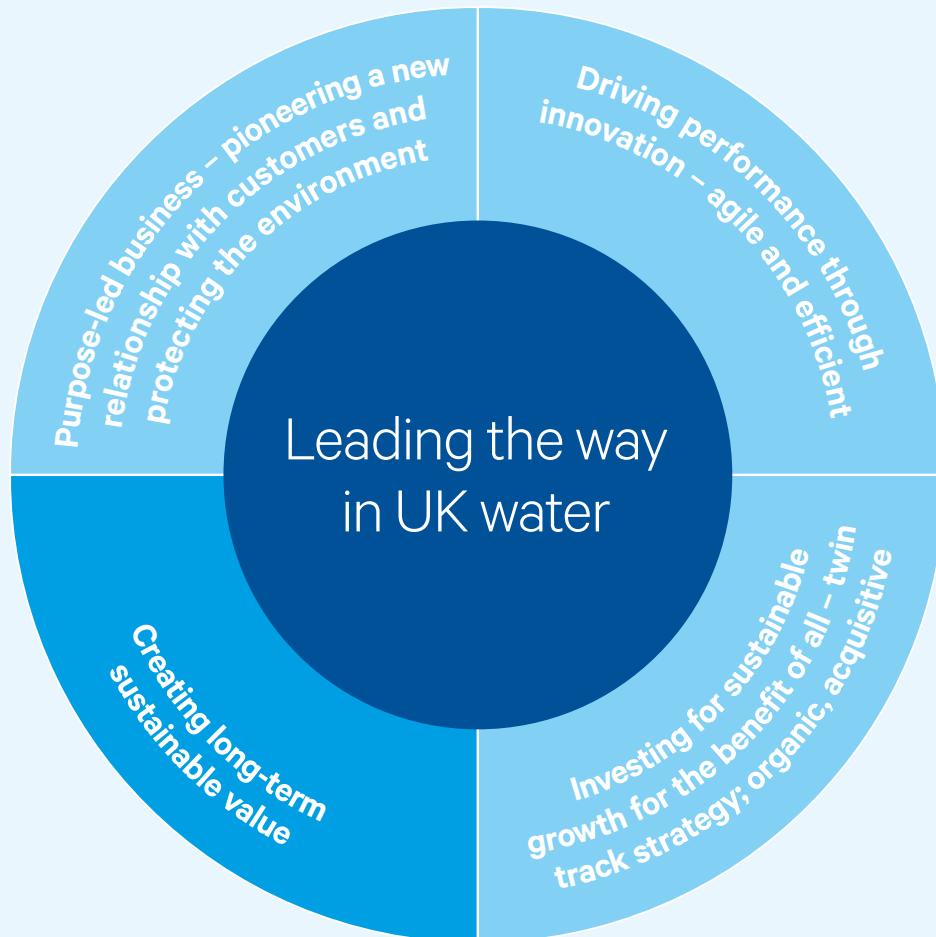 Purpose-led business – pioneering a new
relationship with customers and
protecting the environment
Driving performance through
innovation – agile and efficient
Leading the way
in UK water
Creating long-term
sustainable value
Investing for sustainable
growth for the benefit of all – twin
track strategy; organic, acquisitive